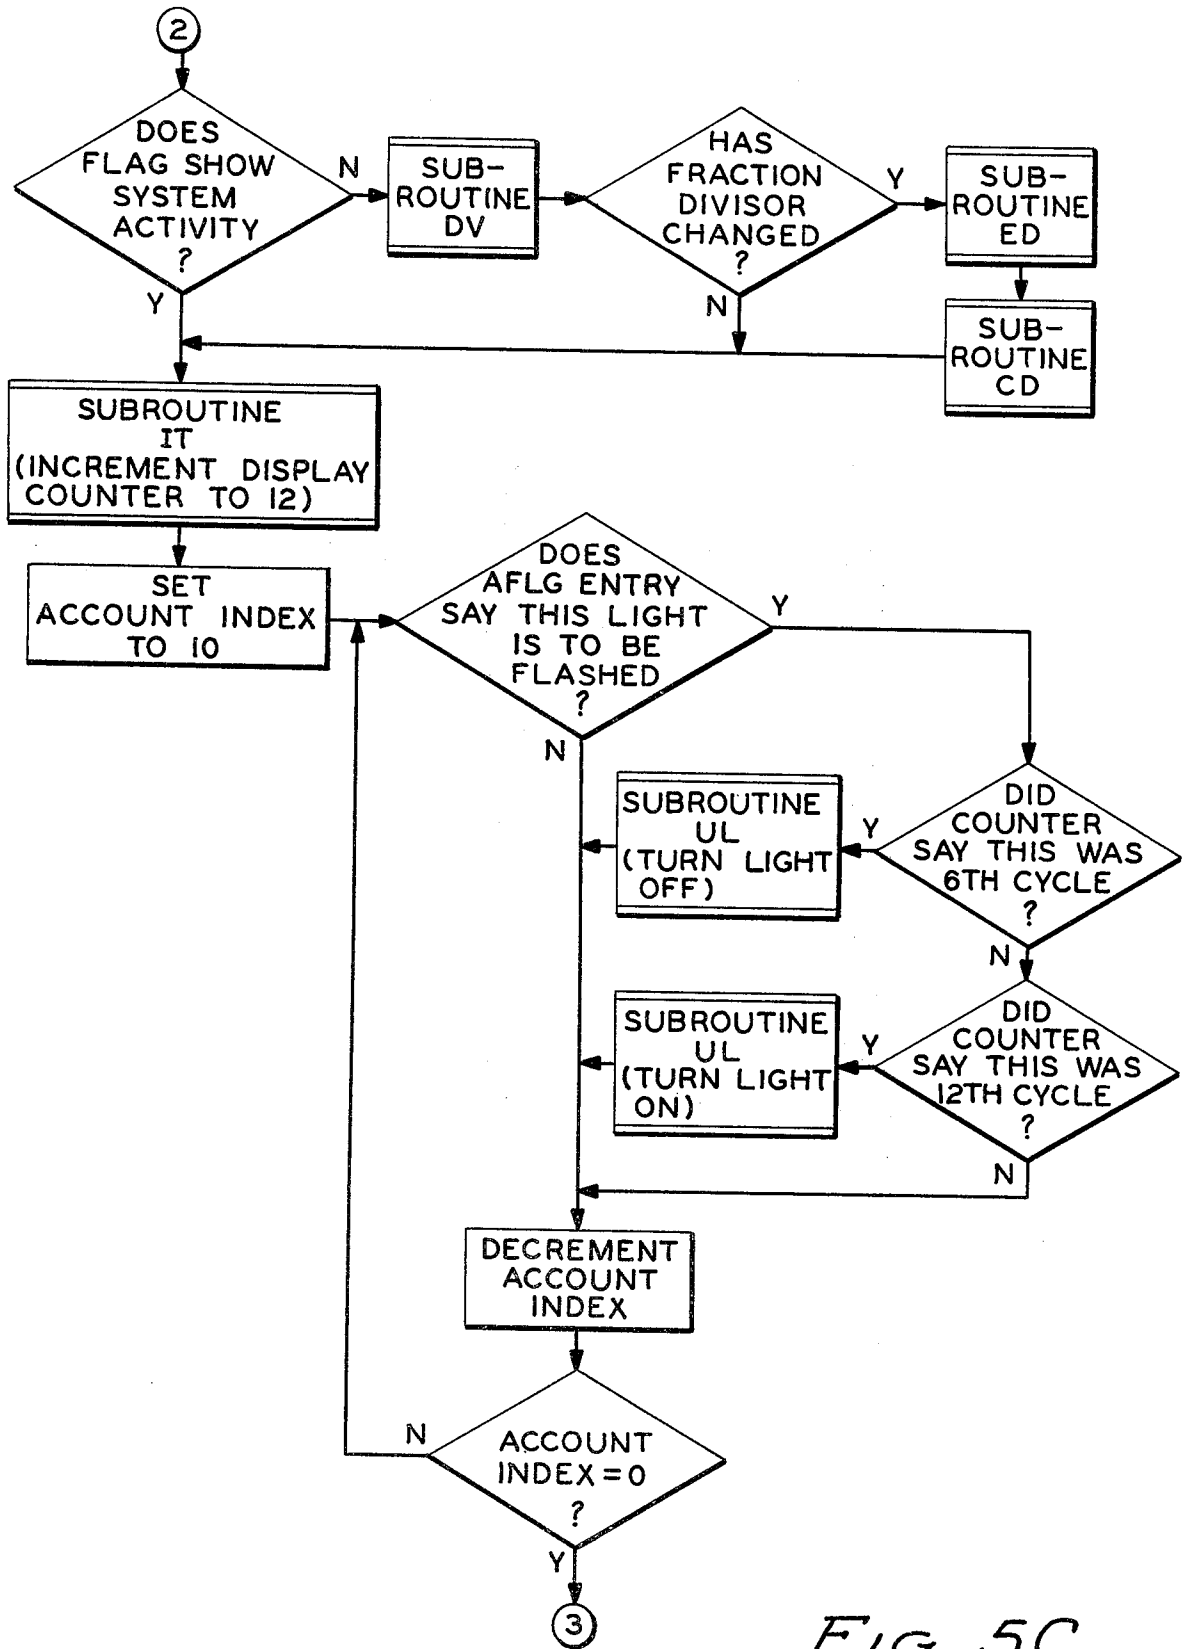 2
DOES
FLAG SHOW
SYSTEM
ACTIVITY
?
N
Y
SUB-
ROUTINE
DV
HAS
FRACTION
DIVISOR
CHANGED
?
Y
N
SUB-
ROUTINE
ED
SUB-
ROUTINE
CD
SUBROUTINE
IT
(INCREMENT DISPLAY
COUNTER TO 12)
SET
ACCOUNT INDEX
TO 10
DOES
AFLG ENTRY
SAY THIS LIGHT
IS TO BE
FLASHED
?
Y
N
DID
COUNTER
SAY THIS WAS
6TH CYCLE
?
Y
N
SUBROUTINE
UL
(TURN LIGHT
OFF)
DID
COUNTER
SAY THIS WAS
12TH CYCLE
?
Y
N
SUBROUTINE
UL
(TURN LIGHT
ON)
DECREMENT
ACCOUNT
INDEX
ACCOUNT
INDEX=0
?
N
Y
3
FIG. 5C